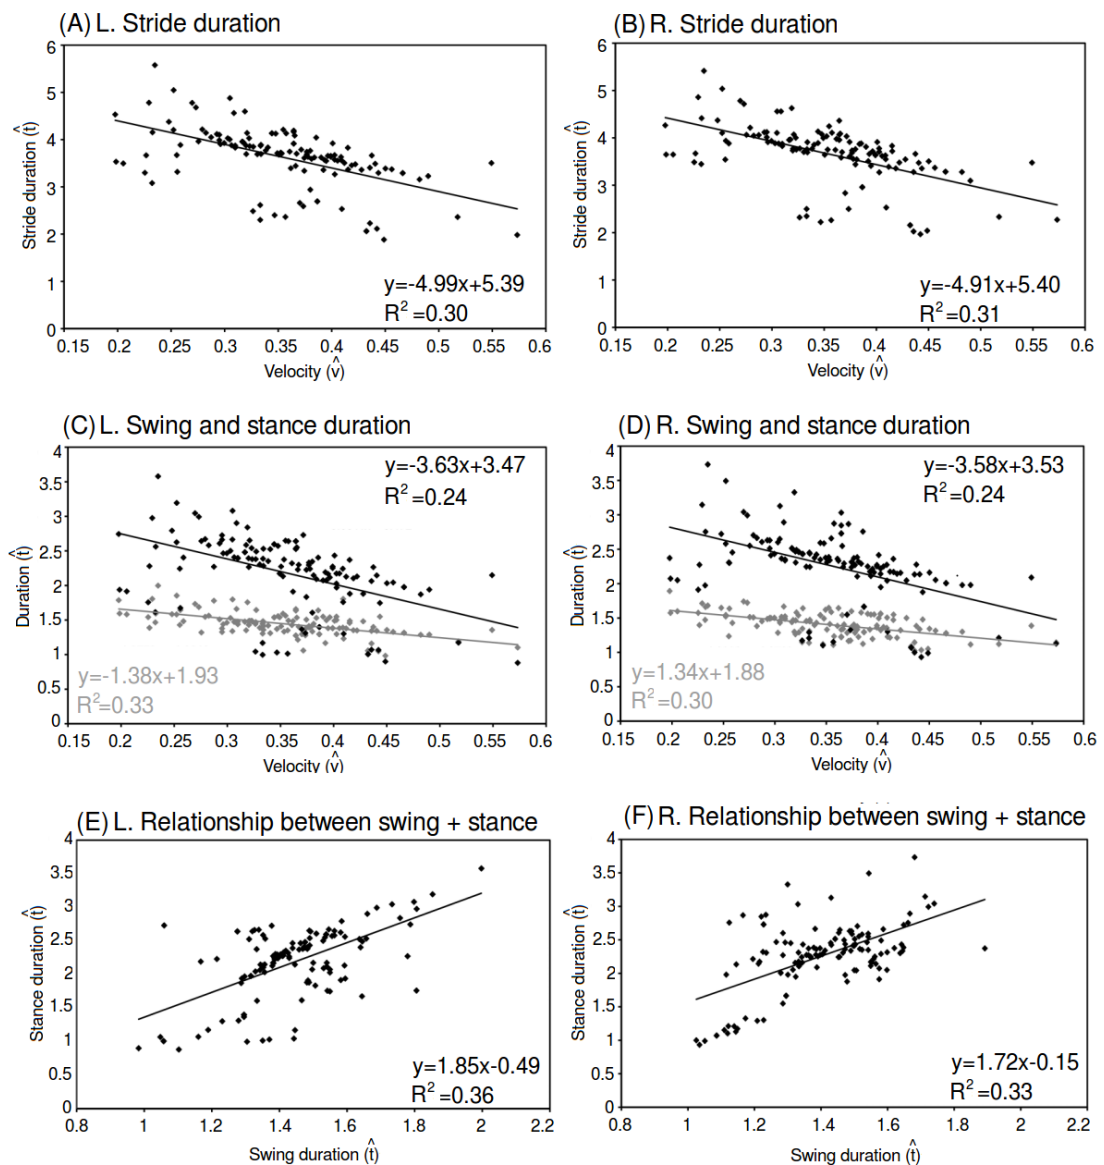 (A) L. Stride duration
6
5
4
3
2
1
0
0.15 0.2 0.25 0.3 0.35 0.4 0.45 0.5 0.55 0.6
Stride duration (t̂)
Velocity (v̂)
y=-4.99x+5.39
R²=0.30
(B) R. Stride duration
6
5
4
3
2
1
0
0.15 0.2 0.25 0.3 0.35 0.4 0.45 0.5 0.55 0.6
Stride duration (t̂)
Velocity (v̂)
y=-4.91x+5.40
R²=0.31
(C) L. Swing and stance duration
4
3.5
3
2.5
2
1.5
1
0.5
0
0.15 0.2 0.25 0.3 0.35 0.4 0.45 0.5 0.55 0.6
Duration (t̂)
Velocity (v̂)
y=-3.63x+3.47
R²=0.24
y=-1.38x+1.93
R²=0.33
(D) R. Swing and stance duration
4
3.5
3
2.5
2
1.5
1
0.5
0
0.15 0.2 0.25 0.3 0.35 0.4 0.45 0.5 0.55 0.6
Duration (t̂)
Velocity (v̂)
y=-3.58x+3.53
R²=0.24
y=1.34x+1.88
R²=0.30
(E) L. Relationship between swing + stance
4
3.5
3
2.5
2
1.5
1
0.5
0
0.8 1 1.2 1.4 1.6 1.8 2 2.2
Stance duration (t̂)
Swing duration (t̂)
y=1.85x-0.49
R²=0.36
(F) R. Relationship between swing + stance
4
3.5
3
2.5
2
1.5
1
0.5
0
0.8 1 1.2 1.4 1.6 1.8 2 2.2
Stance duration (t̂)
Swing duration (t̂)
y=1.72x-0.15
R²=0.33